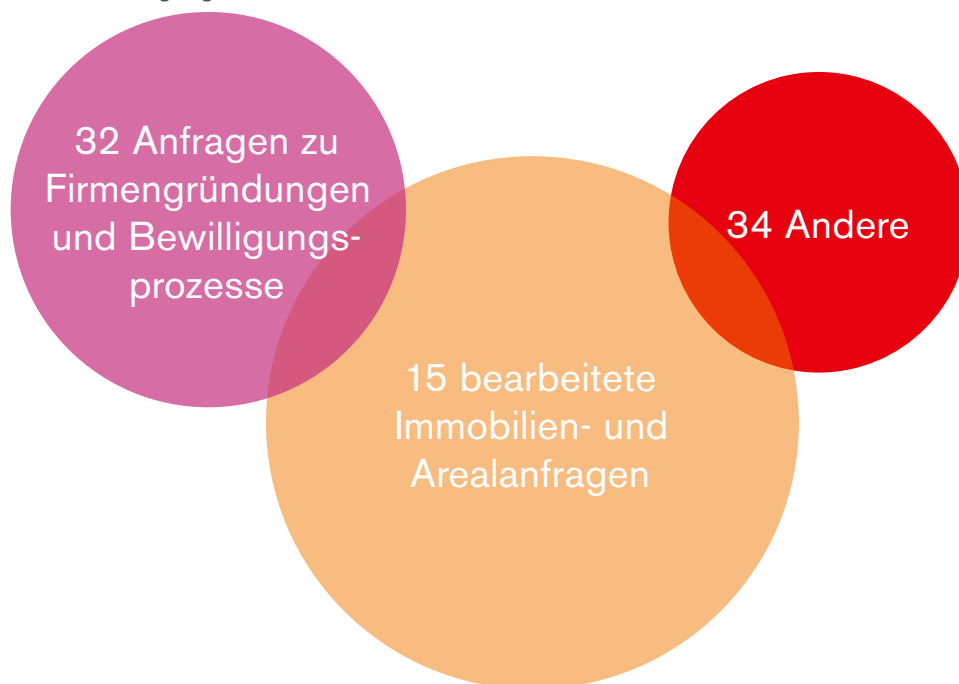 32 Anfragen zu
Firmengründungen
und Bewilligungs-
prozesse
34 Andere
15 bearbeitete
Immobilien- und
Arealanfragen